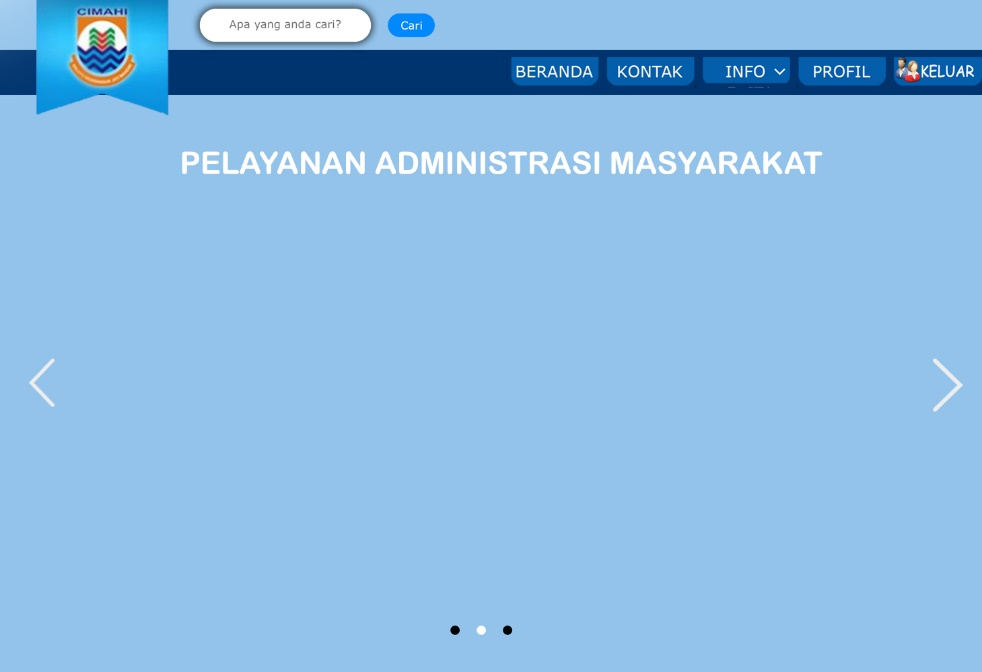 CIMAHI
Apa yang anda cari?
Cari
BERANDA
KONTAK
INFO
PROFIL
KELUAR
PELAYANAN ADMINISTRASI MASYARAKAT